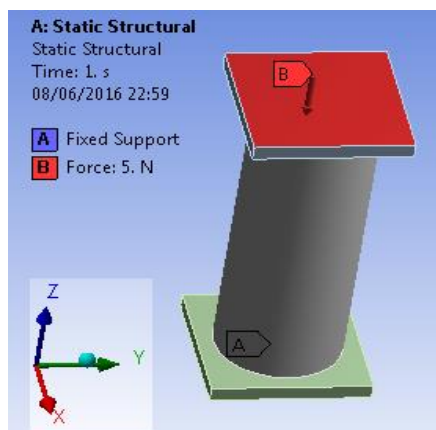 A: Static Structural
Static Structural
Time: 1. s
08/06/2016 22:59
A Fixed Support
B Force: 5. N
B
A
Z
Y
X